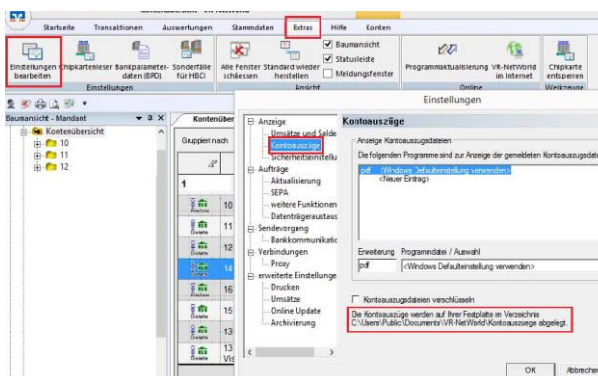 Startseite Transaktionen Auswertungen Stammdaten Extras Hilfe Konten
Einstellungen bearbeiten
Chipkartenleser
Bankparameter-daten (BPD)
Sonderfälle für HBCI
Alle Fenster schliessen
Standard wieder herstellen
Baumansicht
Statusleiste
Meldungsfenster
Programmaktualisierung
VR-NetWorld im Internet
Chipkarte entsperren
Einstellungen Ansicht Online Werkzeuge
Baumansicht - Mandant
Kontenübersicht
10
11
12
Kontenüber
Gruppiert nach
1
10
11
12
14
16
15
13
13
Vis
Einstellungen
Anzeige
Umsätze und Salde
Kontoauszüge
Sicherheitseinstellu
Aufträge
Aktualisierung
SEPA
weitere Funktionen
Datenträgeraustaus
Sendevorgang
Bankkommunikatic
Verbindungen
Proxy
erweiterte Einstellunge
Drucken
Umsätze
Online Update
Archivierung
Kontoauszüge
Anzeige Kontoauszugsdateien
Die folgenden Programme sind zur Anzeige der gemeldeten Kontoauszugsdate
pdf <Windows Defaulteinstellung verwenden>
<Neuer Eintrag>
Erweiterung Programmdatei / Auswahl
pdf <Windows Defaulteinstellung verwenden>
Kontoauszugsdateien verschlüsseln
Die Kontoauszüge werden auf Ihrer Festplatte im Verzeichnis
C:\Users\Public\Documents\VR-NetWorld\Kontoauszuege abgelegt.
OK Abbrechen